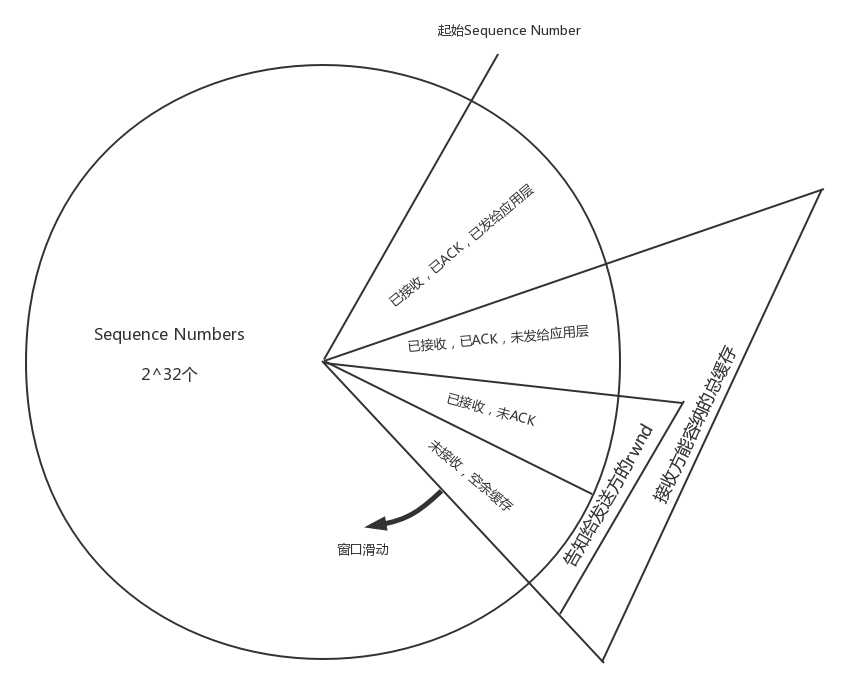 起始Sequence Number
已接收，已ACK，已发给应用层
Sequence Numbers
2^32个
已接收，已ACK，未发给应用层
已接收，未ACK
未接收，空余缓存
告知给发送方的rwnd
接收方能容纳的总缓存
窗口滑动